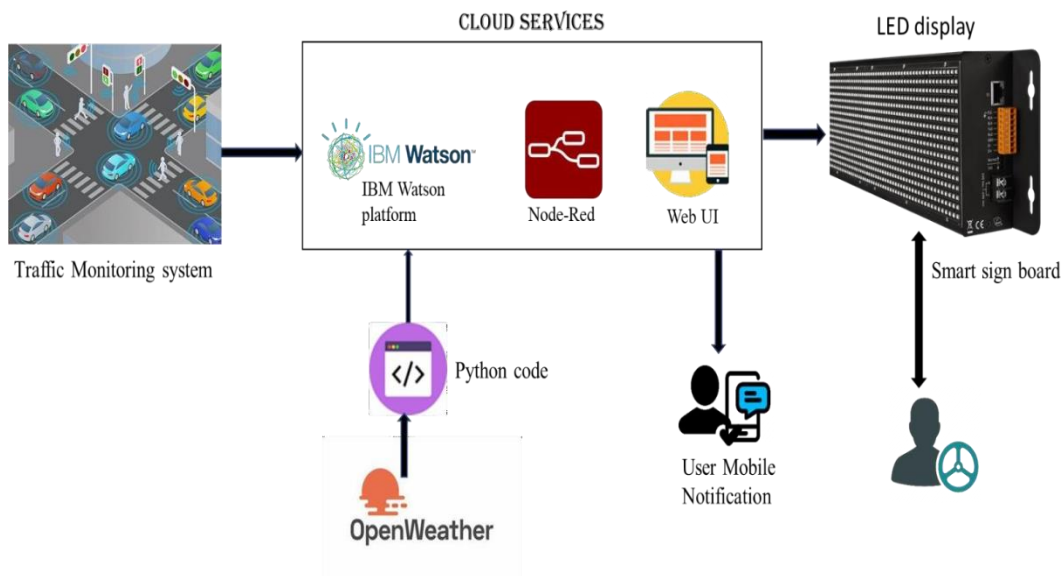 CLOUD SERVICES
LED display
IBM Watson
IBM Watson
platform
Node-Red
Web UI
Traffic Monitoring system
Smart sign board
Python code
</>
User Mobile
Notification
OpenWeather